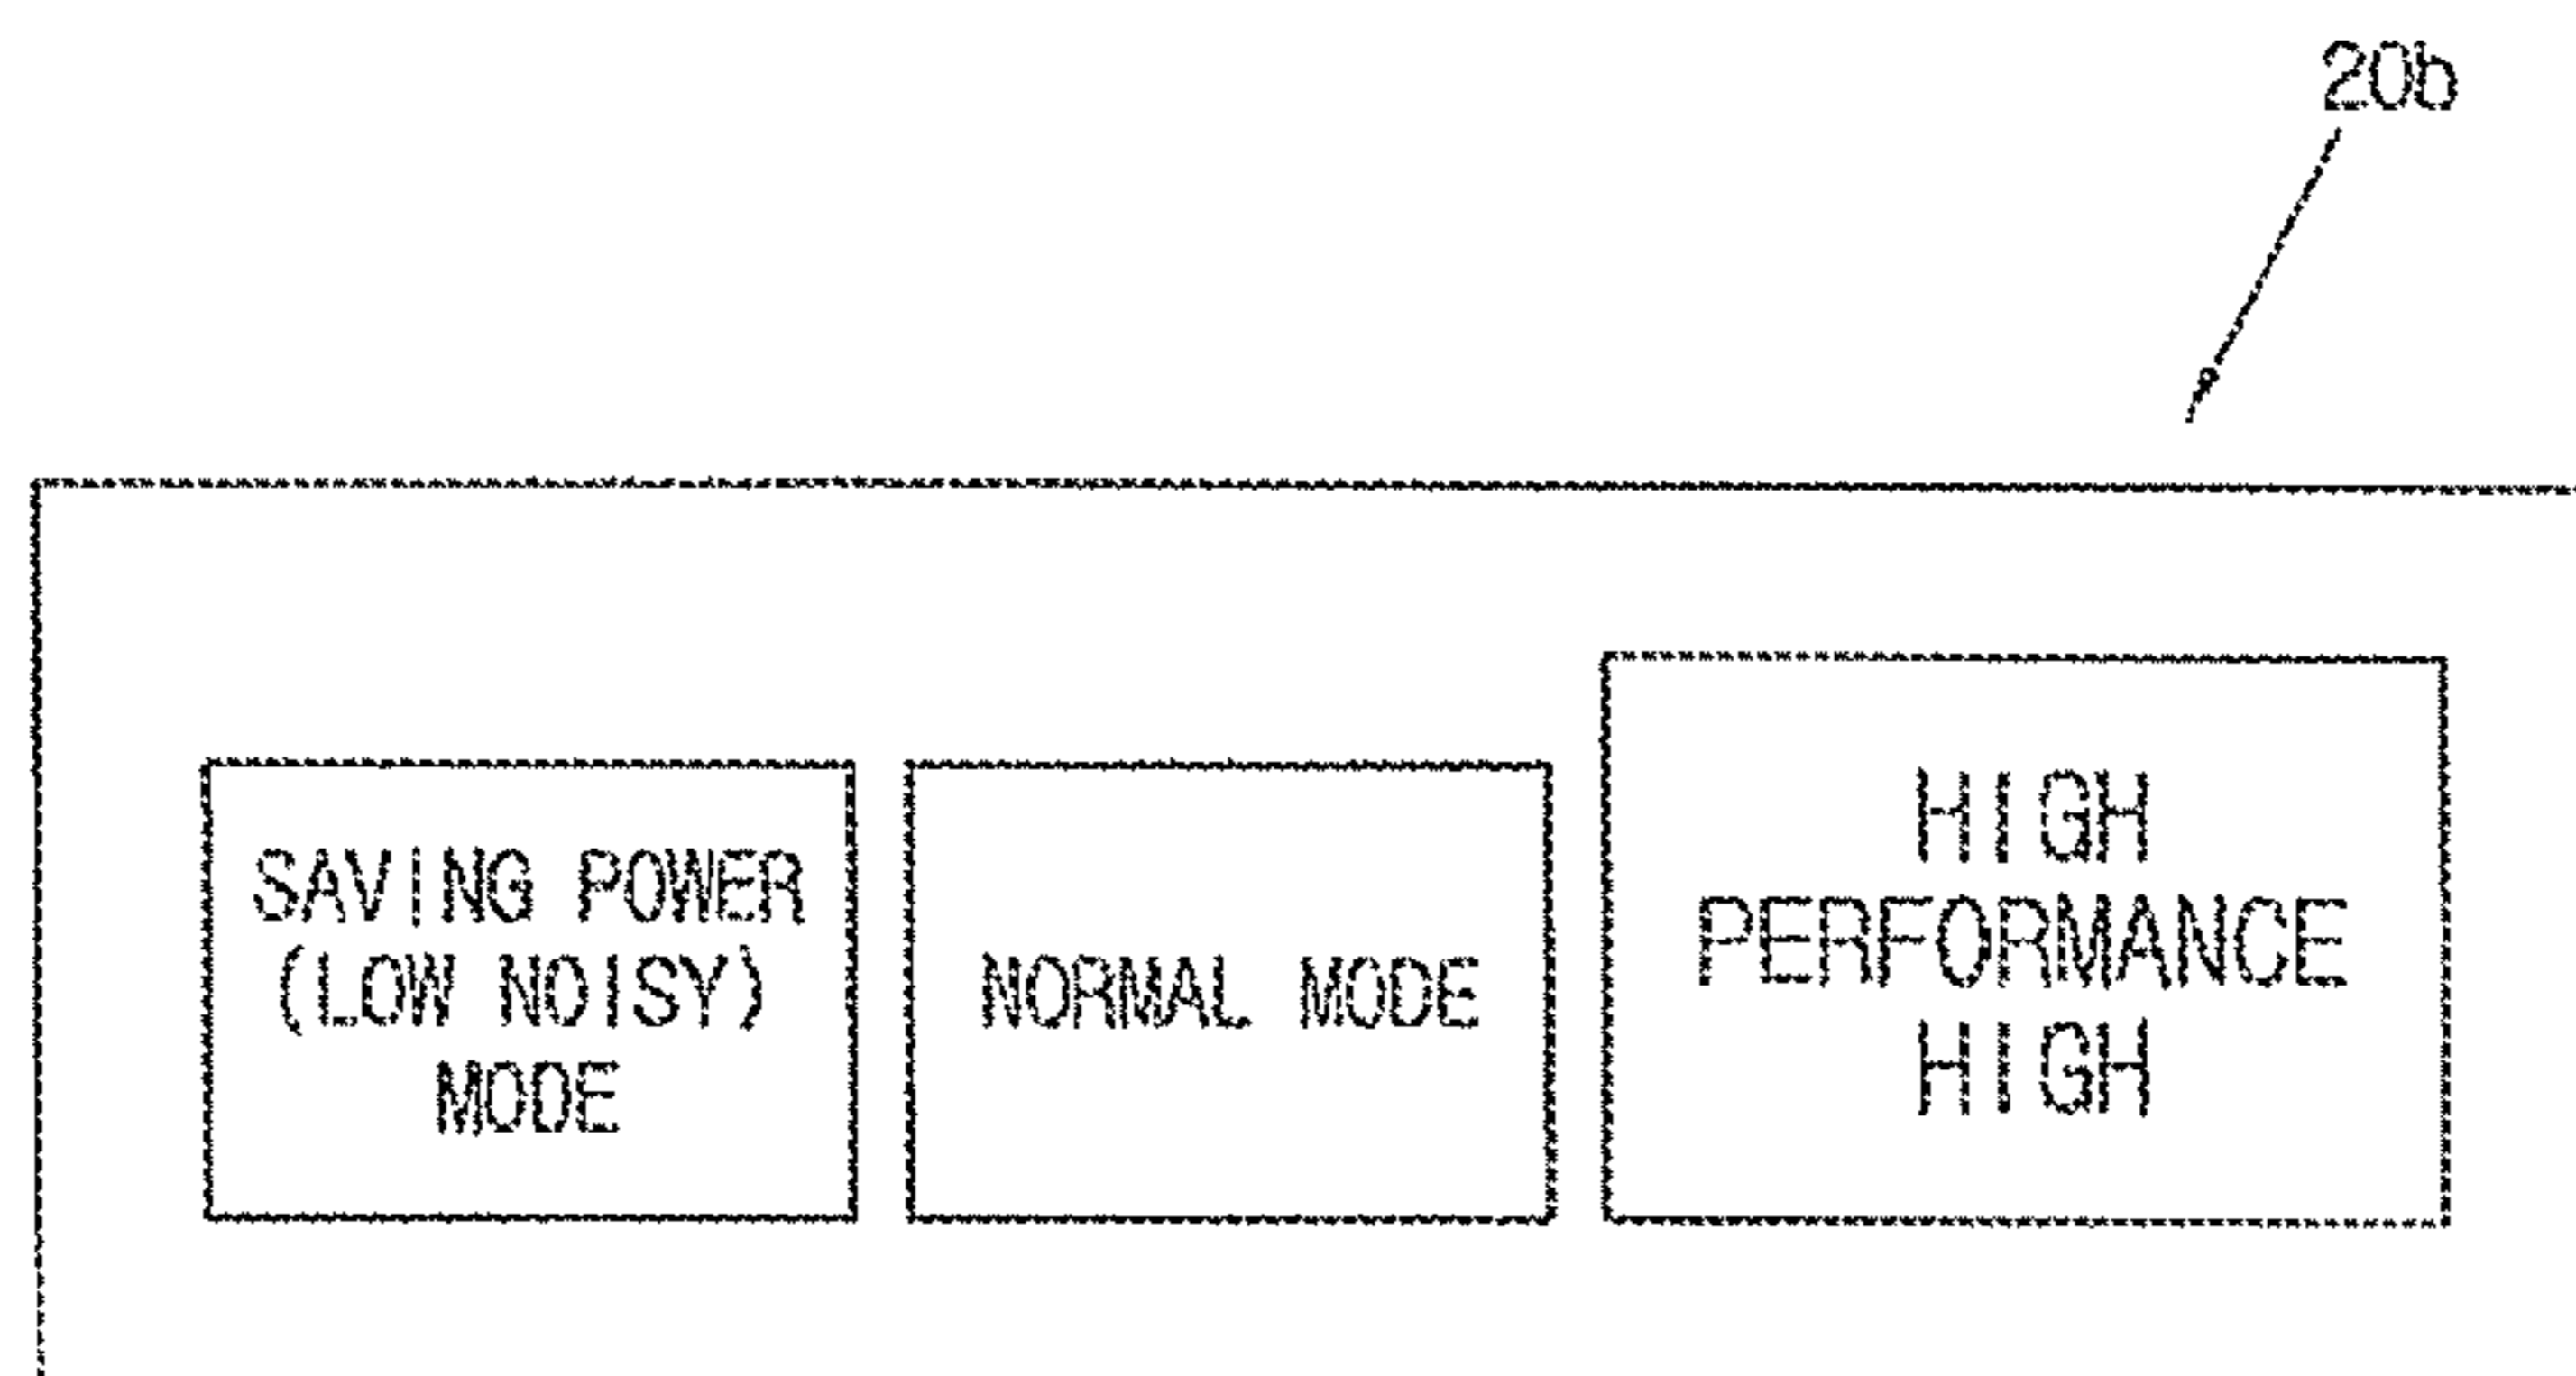 20b
SAVING POWER
(LOW NOISY)
MODE
NORMAL MODE
HIGH
PERFORMANCE
HIGH